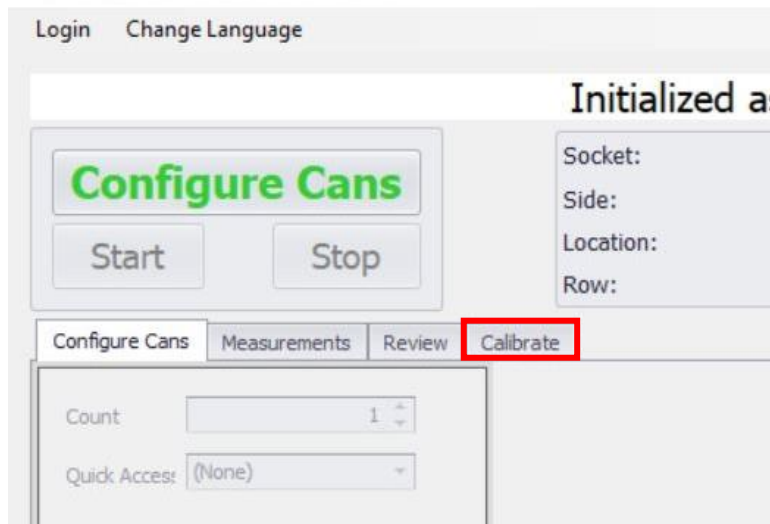 Login Change Language
Initialized a
Configure Cans
Start Stop
Socket:
Side:
Location:
Row:
Configure Cans Measurements Review Calibrate
Count 1
Quick Access (None)